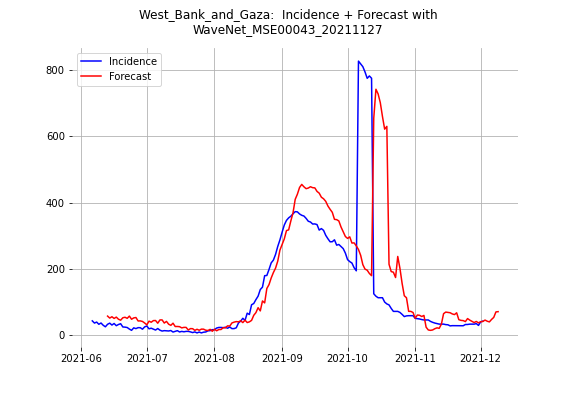 West_Bank_and_Gaza:  Incidence + Forecast with
WaveNet_MSE00043_20211127
Incidence
Forecast
800
600
400
200
0
2021-06 2021-07 2021-08 2021-09 2021-10 2021-11 2021-12